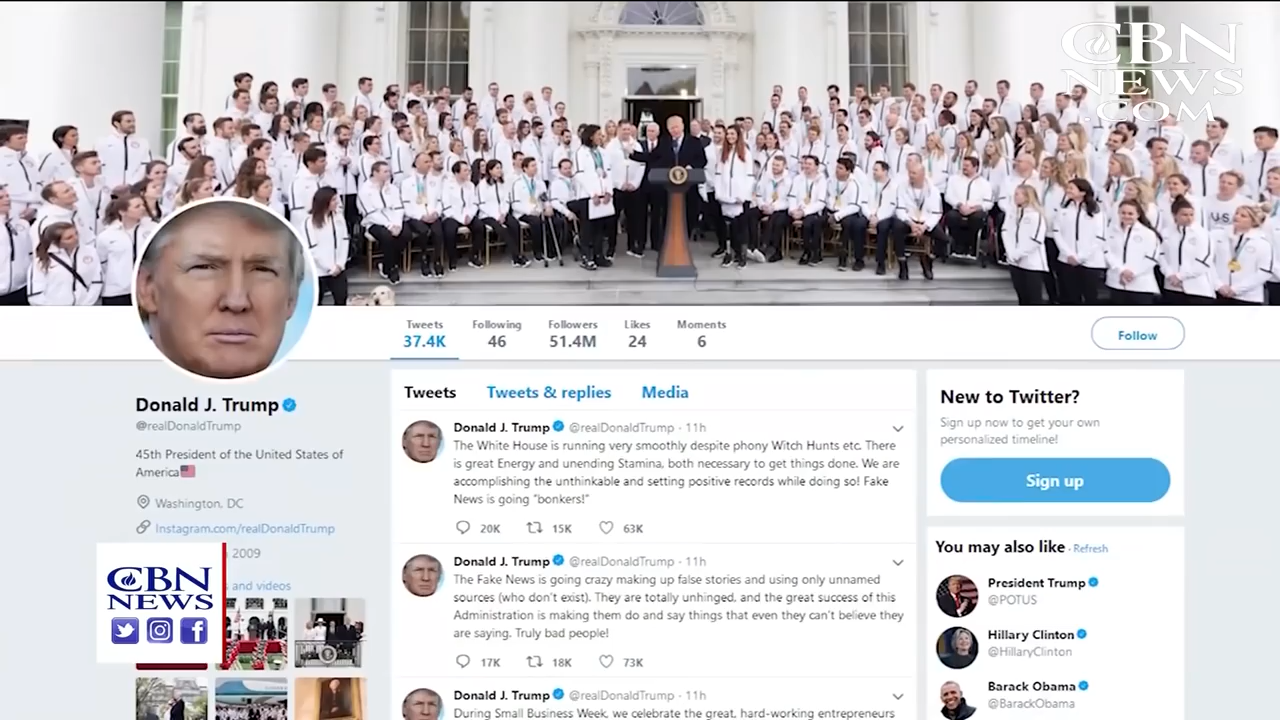 CBN
NEWS
.COM
USA
Tweets
37.4K
Following
46
Followers
51.4M
Likes
24
Moments
6
Follow
Donald J. Trump
@realDonaldTrump
45th President of the United States of
America
Washington, DC
Instagram.com/realDonaldTrump
2009
s and videos
CBN
NEWS
Tweets Tweets & replies Media
Donald J. Trump @realDonaldTrump · 11h
The White House is running very smoothly despite phony Witch Hunts etc. There
is great Energy and unending Stamina, both necessary to get things done. We are
accomplishing the unthinkable and setting positive records while doing so! Fake
News is going "bonkers!"
20K 15K 63K
Donald J. Trump @realDonaldTrump · 11h
The Fake News is going crazy making up false stories and using only unnamed
sources (who don't exist). They are totally unhinged, and the great success of this
Administration is making them do and say things that even they can't believe they
are saying. Truly bad people!
17K 18K 73K
Donald J. Trump @realDonaldTrump · 11h
During Small Business Week, we celebrate the great, hard-working entrepreneurs
New to Twitter?
Sign up now to get your own
personalized timeline!
Sign up
You may also like · Refresh
President Trump
@POTUS
Hillary Clinton
@HillaryClinton
Barack Obama
@BarackObama